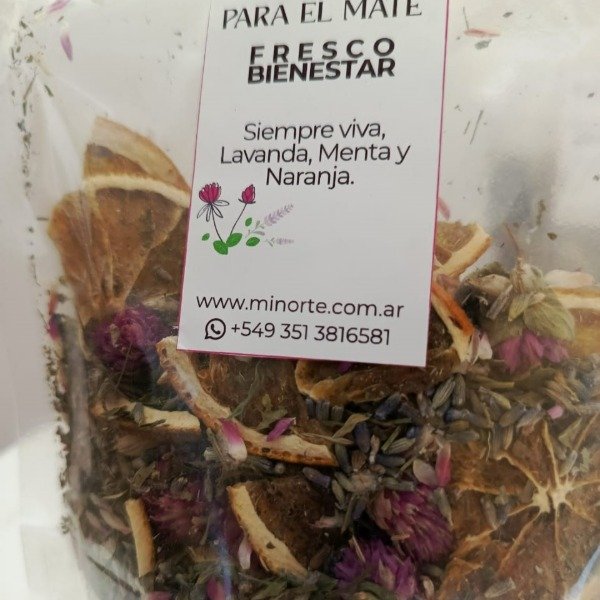 PARA EL MATE
FRESCO
BIENESTAR
Siempre viva,
Lavanda, Menta y
Naranja.
www.minorte.com.ar
+549 351 3816581